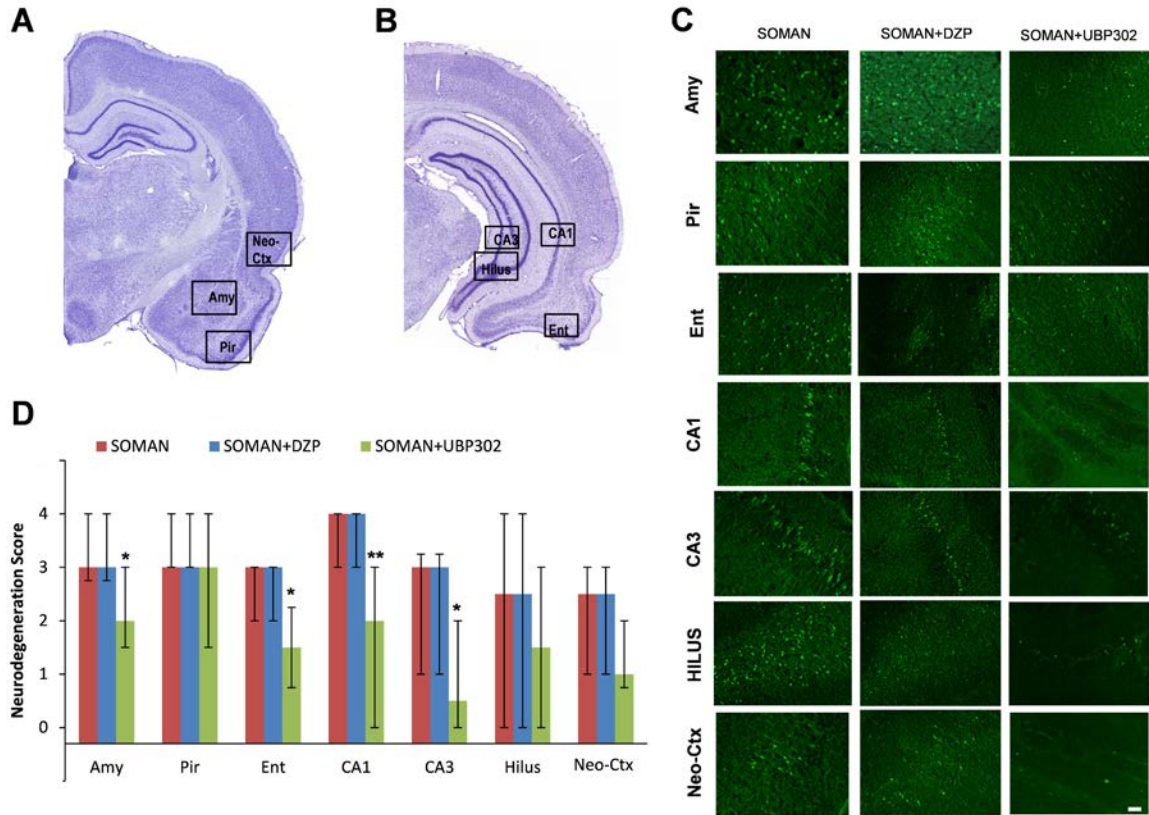 A
Neo-
Ctx
Amy
Pir
B
CA3
CA1
Hilus
Ent
C
SOMAN
SOMAN+DZP
SOMAN+UBP302
Amy
Pir
Ent
CA1
CA3
HILUS
Neo-Ctx
D
SOMAN
SOMAN+DZP
SOMAN+UBP302
Neurodegeneration Score
4
3
2
1
0
*
*
**
*
Amy
Pir
Ent
CA1
CA3
Hilus
Neo-Ctx